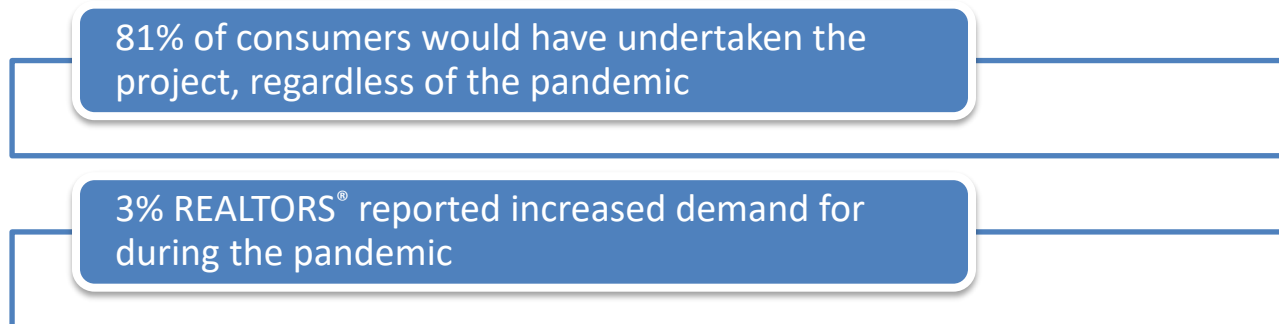 81% of consumers would have undertaken the
project, regardless of the pandemic
3% REALTORS® reported increased demand for
during the pandemic